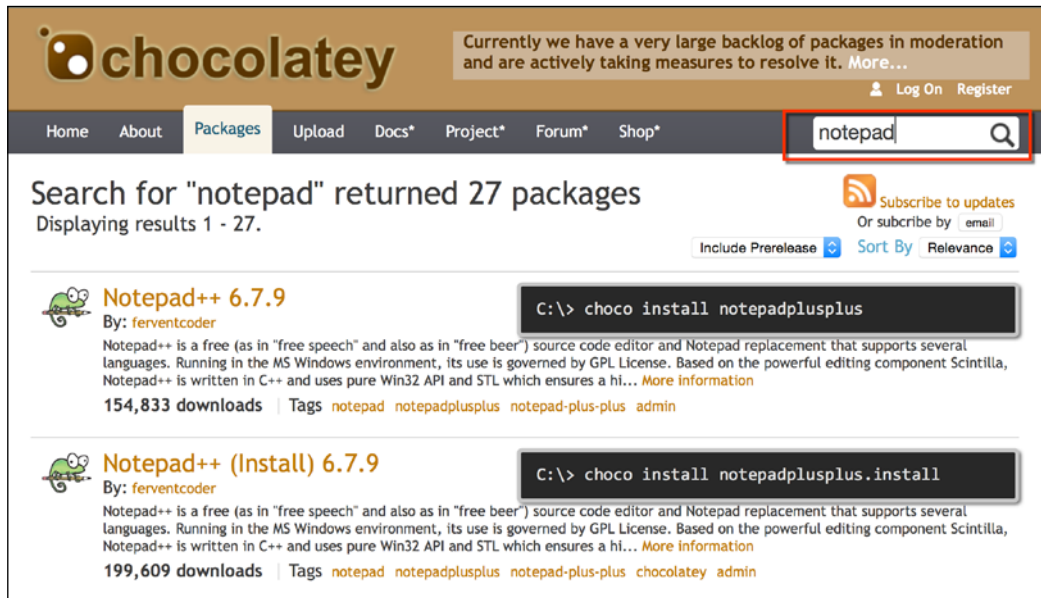 chocolatey
Currently we have a very large backlog of packages in moderation
and are actively taking measures to resolve it. More...
Log On Register
Home About Packages Upload Docs* Project* Forum* Shop*
notepad
Search for "notepad" returned 27 packages
Displaying results 1 - 27.
Subscribe to updates
Or subcribe by email
Include Prerelease Sort By Relevance
Notepad++ 6.7.9
By: ferventcoder
C:\> choco install notepadplusplus
Notepad++ is a free (as in "free speech" and also as in "free beer") source code editor and Notepad replacement that supports several
languages. Running in the MS Windows environment, its use is governed by GPL License. Based on the powerful editing component Scintilla,
Notepad++ is written in C++ and uses pure Win32 API and STL which ensures a hi... More information
154,833 downloads Tags notepad notepadplusplus notepad-plus-plus admin
Notepad++ (Install) 6.7.9
By: ferventcoder
C:\> choco install notepadplusplus.install
Notepad++ is a free (as in "free speech" and also as in "free beer") source code editor and Notepad replacement that supports several
languages. Running in the MS Windows environment, its use is governed by GPL License. Based on the powerful editing component Scintilla,
Notepad++ is written in C++ and uses pure Win32 API and STL which ensures a hi... More information
199,609 downloads Tags notepad notepadplusplus notepad-plus-plus chocolatey admin